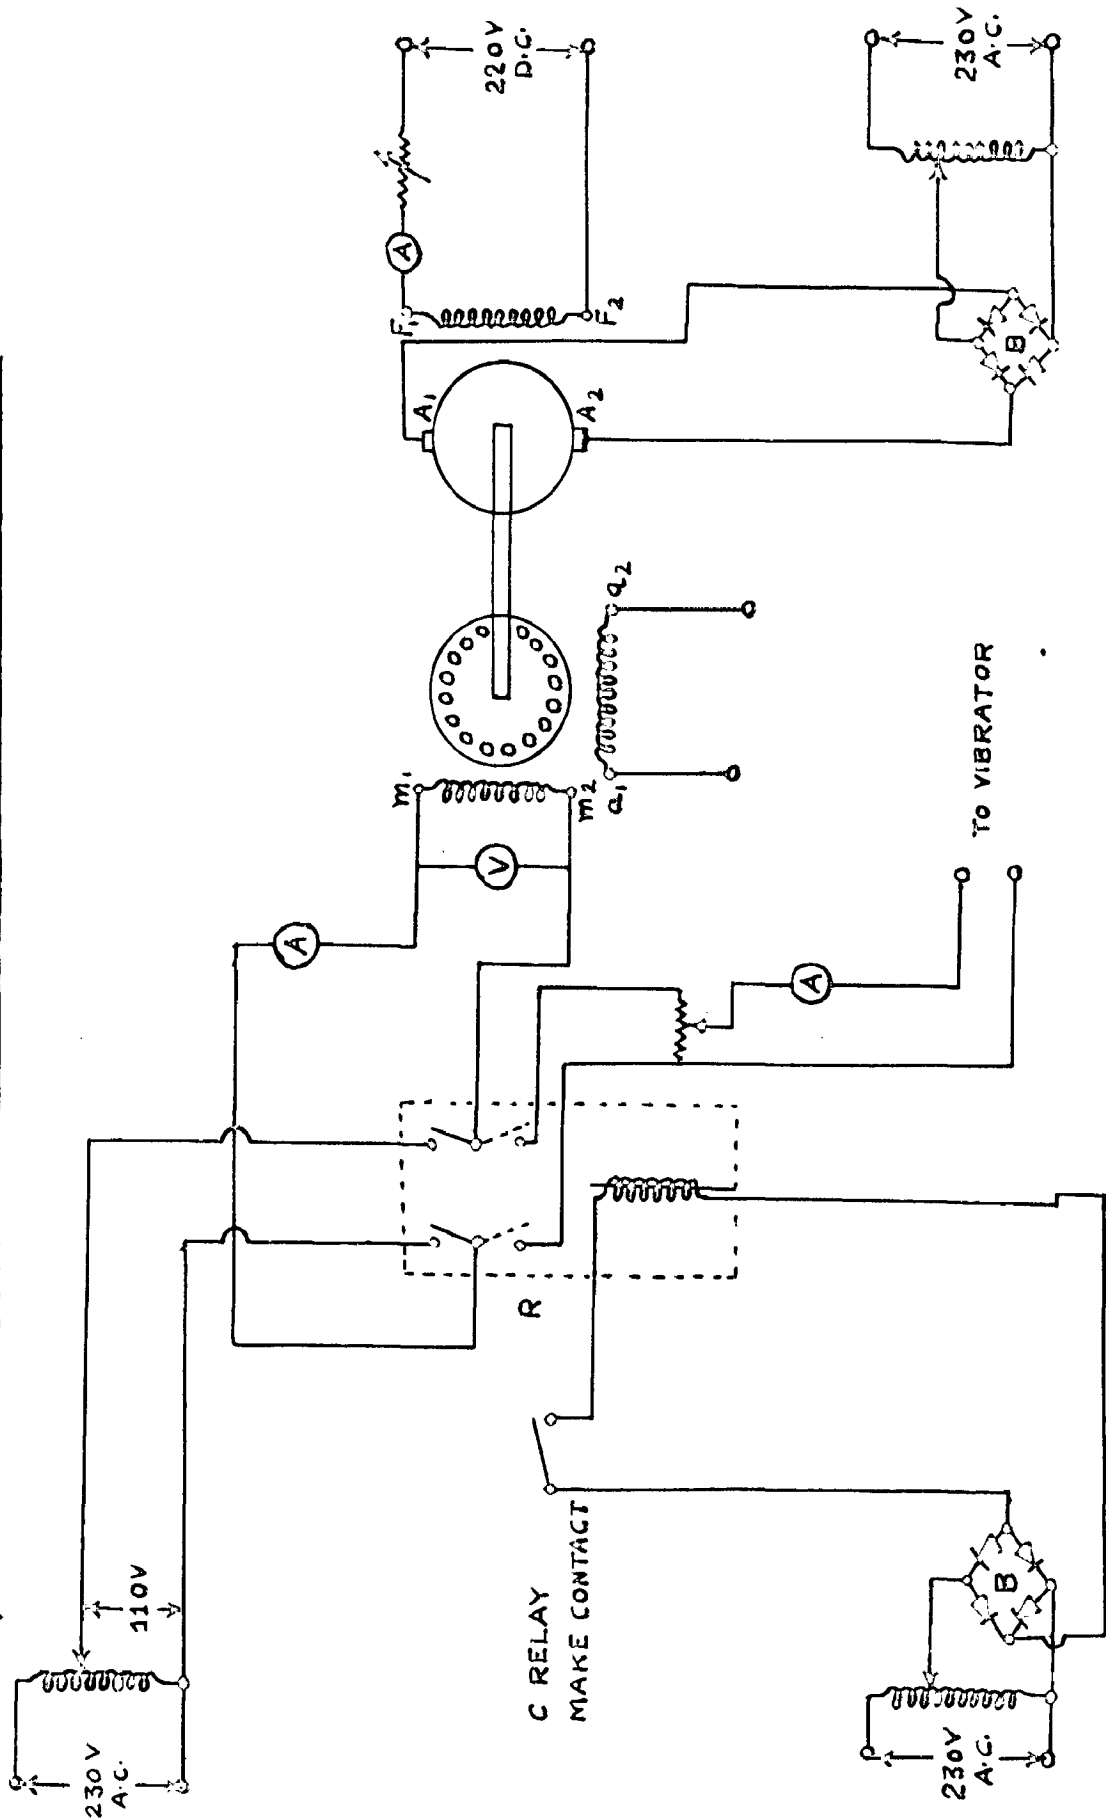 230V
A.C.
110V
C RELAY
MAKE CONTACT
230V
A.C.
B
R
A
m1
m2
V
a1
a2
A
TO VIBRATOR
A1
A2
F1
F2
A
220V
D.C.
B
230V
A.C.